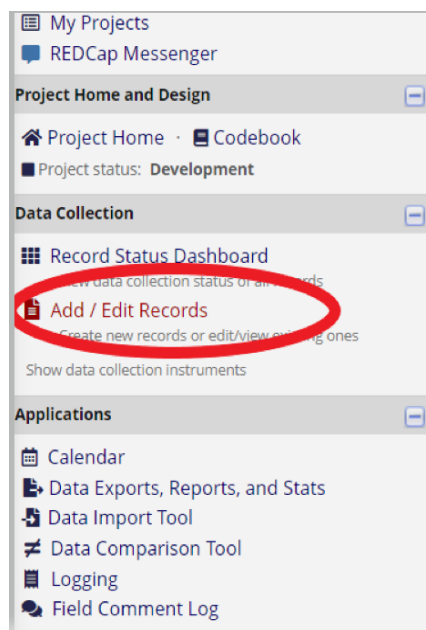 My Projects
REDCap Messenger
Project Home and Design
Project Home · Codebook
Project status: Development
Data Collection
Record Status Dashboard
data collection status of all records
Add / Edit Records
Create new records or edit/view existing ones
Show data collection instruments
Applications
Calendar
Data Exports, Reports, and Stats
Data Import Tool
Data Comparison Tool
Logging
Field Comment Log